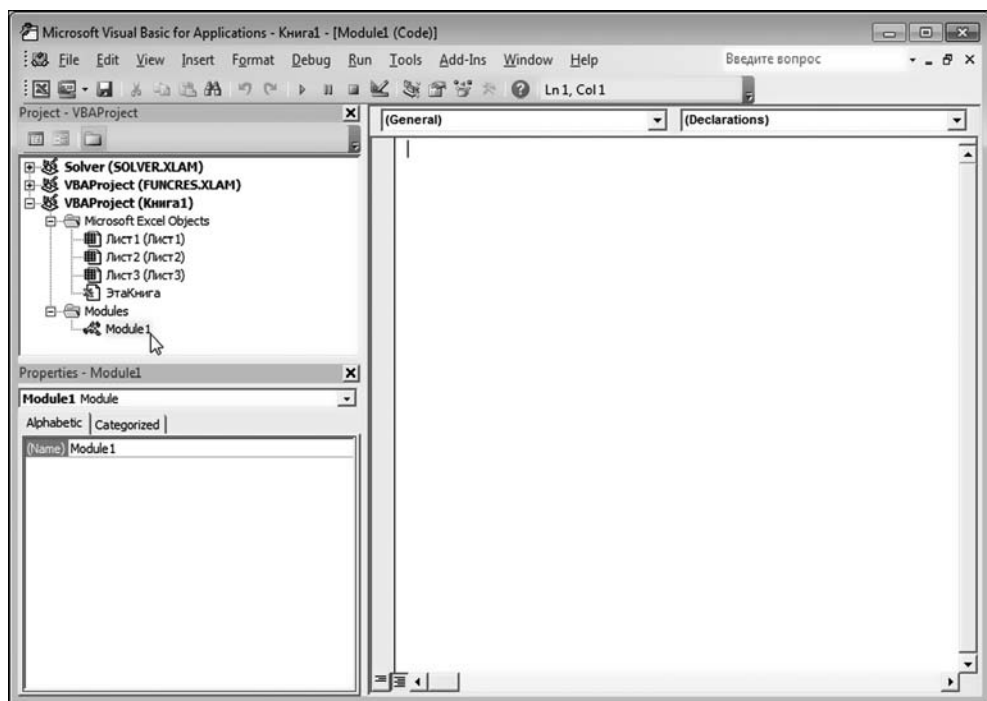 Microsoft Visual Basic for Applications - Книга1 - [Module1 (Code)]
File Edit View Insert Format Debug Run Tools Add-Ins Window Help Введите вопрос
Ln 1, Col 1
Project - VBAProject
(General) (Declarations)
Solver (SOLVER.XLAM)
VBAProject (FUNCRES.XLAM)
VBAProject (Книга1)
Microsoft Excel Objects
Лист1 (Лист1)
Лист2 (Лист2)
Лист3 (Лист3)
ЭтаКнига
Modules
Module1
Properties - Module1
Module1 Module
Alphabetic Categorized
(Name) Module1